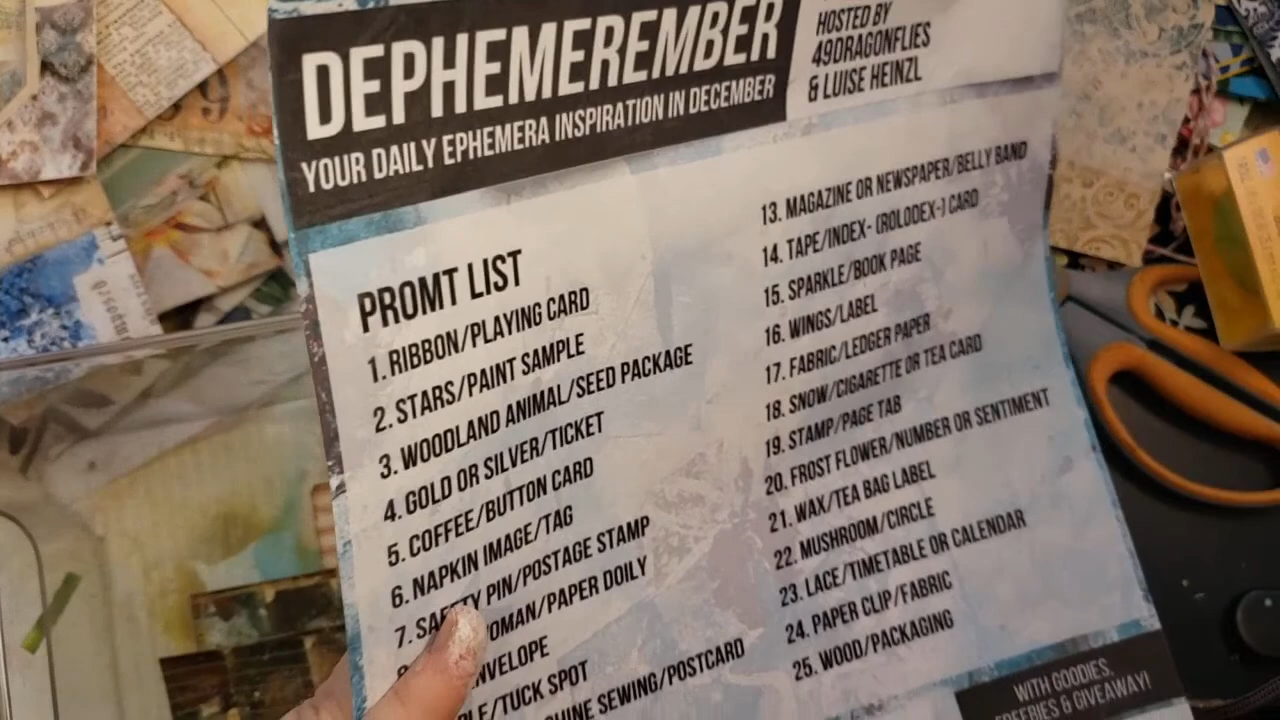 DEPHEMEREMBER
YOUR DAILY EPHEMERA INSPIRATION IN DECEMBER
HOSTED BY
49DRAGONFLIES
& LUISE HEINZL
PROMT LIST
1. RIBBON/PLAYING CARD
2. STARS/PAINT SAMPLE
3. WOODLAND ANIMAL/SEED PACKAGE
4. GOLD OR SILVER/TICKET
5. COFFEE/BUTTON CARD
6. NAPKIN IMAGE/TAG
7. SAFETY PIN/POSTAGE STAMP
OMAN/PAPER DOILY
NVELOPE
LE/TUCK SPOT
HINE SEWING/POSTCARD
13. MAGAZINE OR NEWSPAPER/BELLY BAND
14. TAPE/INDEX- (ROLODEX-) CARD
15. SPARKLE/BOOK PAGE
16. WINGS/LABEL
17. FABRIC/LEDGER PAPER
18. SNOW/CIGARETTE OR TEA CARD
19. STAMP/PAGE TAB
20. FROST FLOWER/NUMBER OR SENTIMENT
21. WAX/TEA BAG LABEL
22. MUSHROOM/CIRCLE
23. LACE/TIMETABLE OR CALENDAR
24. PAPER CLIP/FABRIC
25. WOOD/PACKAGING
WITH GOODIES,
FREEBIES & GIVEAWAY!